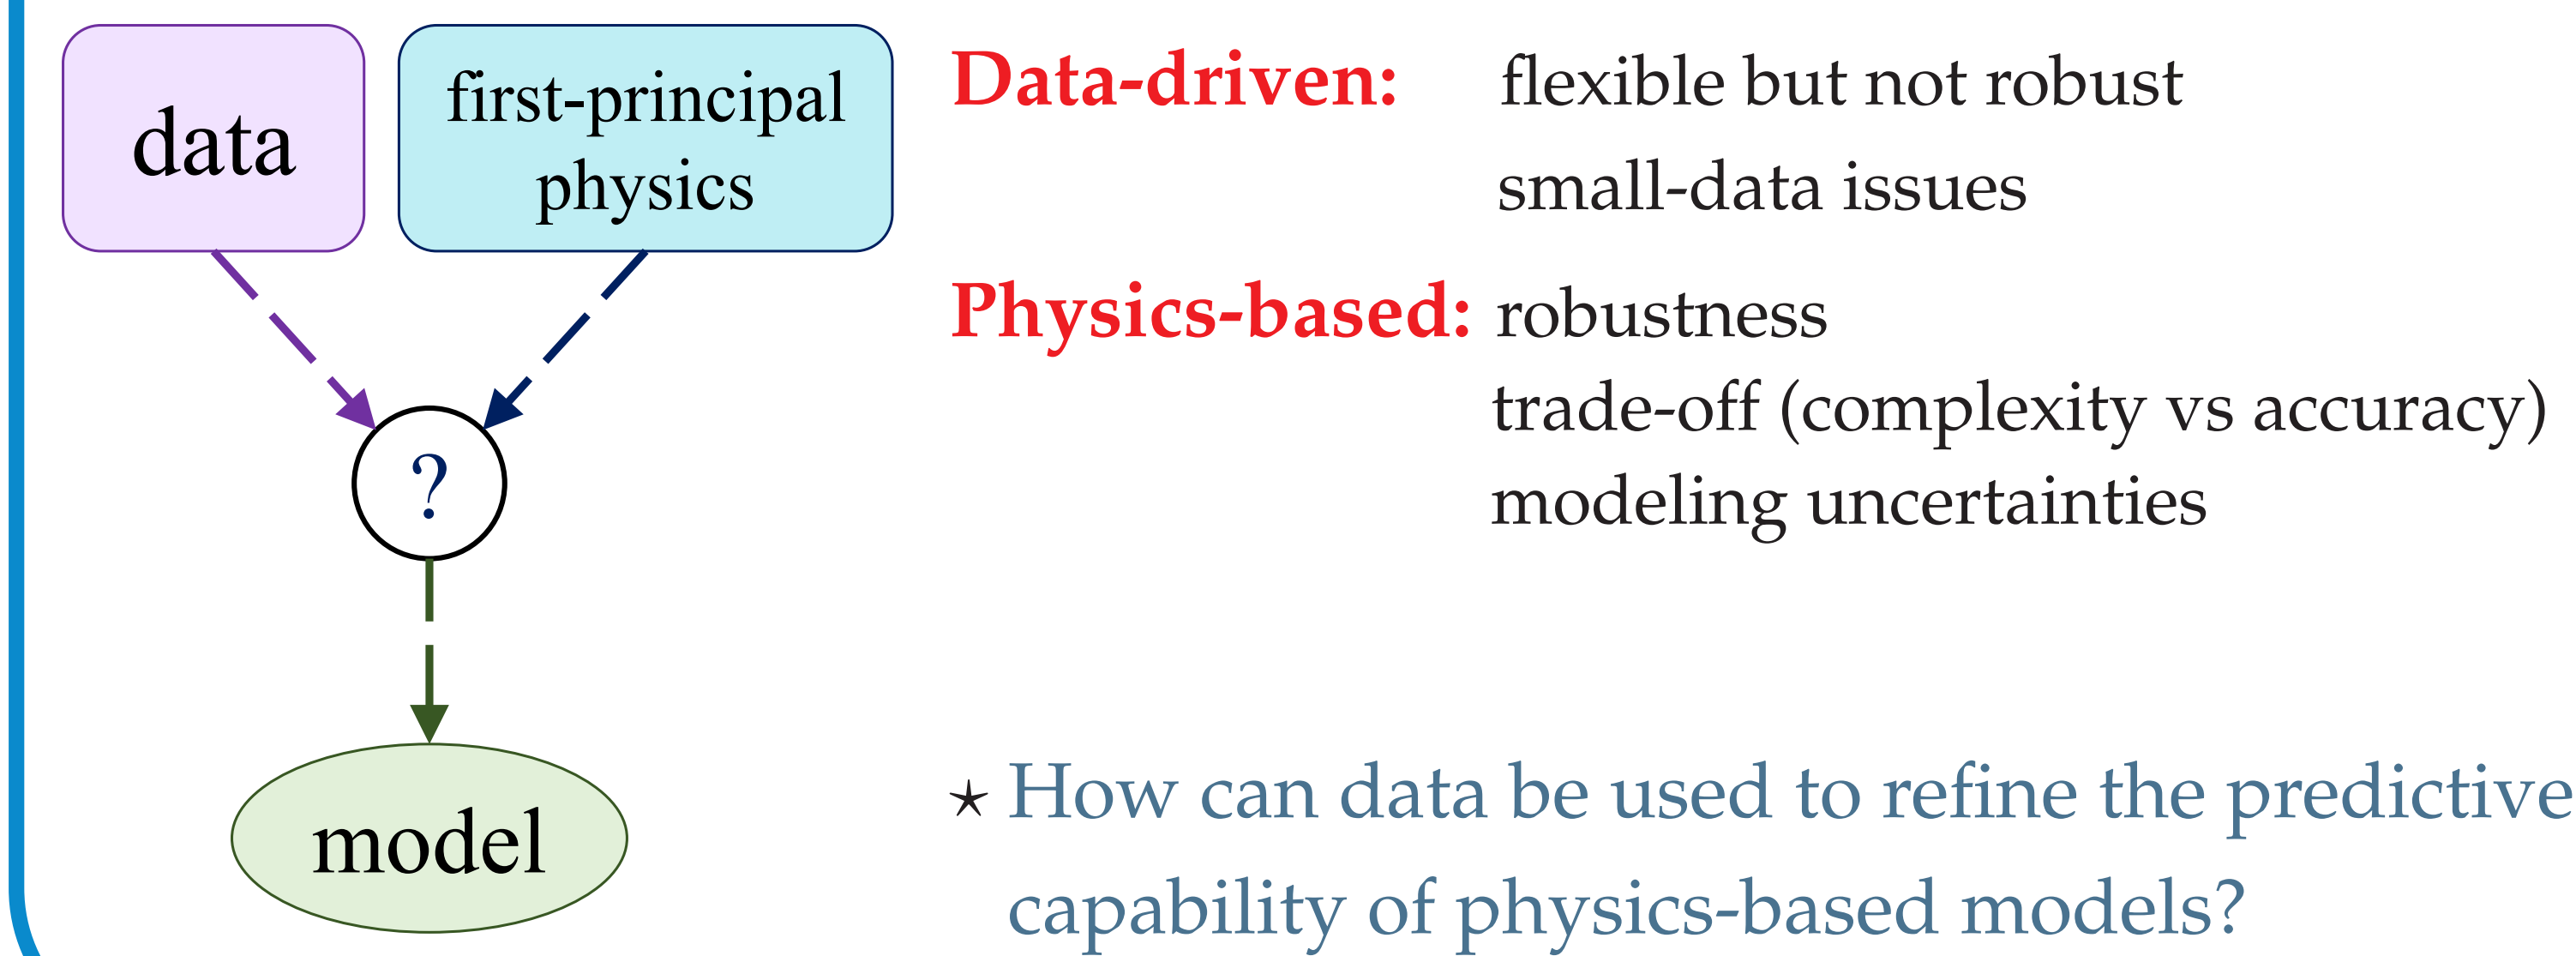 data
first-principal
physics
?
model
Data-driven: flexible but not robust
small-data issues
Physics-based: robustness
trade-off (complexity vs accuracy)
modeling uncertainties
⋆ How can data be used to refine the predictive
capability of physics-based models?